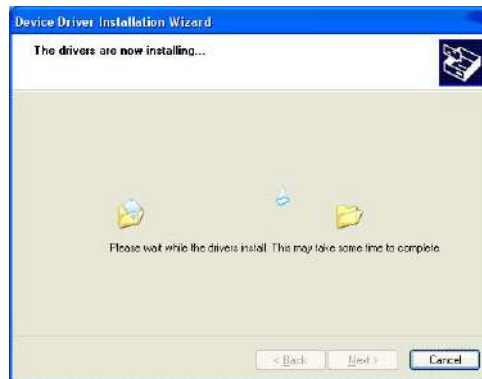 Device Driver Installation Wizard
The drivers are now installing...
Please wait while the drivers install. This may take some time to complete.
< Back
Next >
Cancel